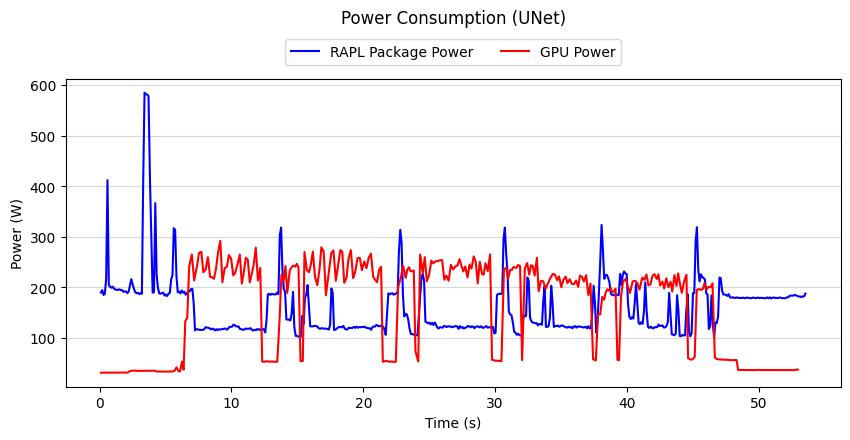 Power Consumption (UNet)
RAPL Package Power GPU Power
600
500
400
300
200
100
Power (W)
0 10 20 30 40 50
Time (s)